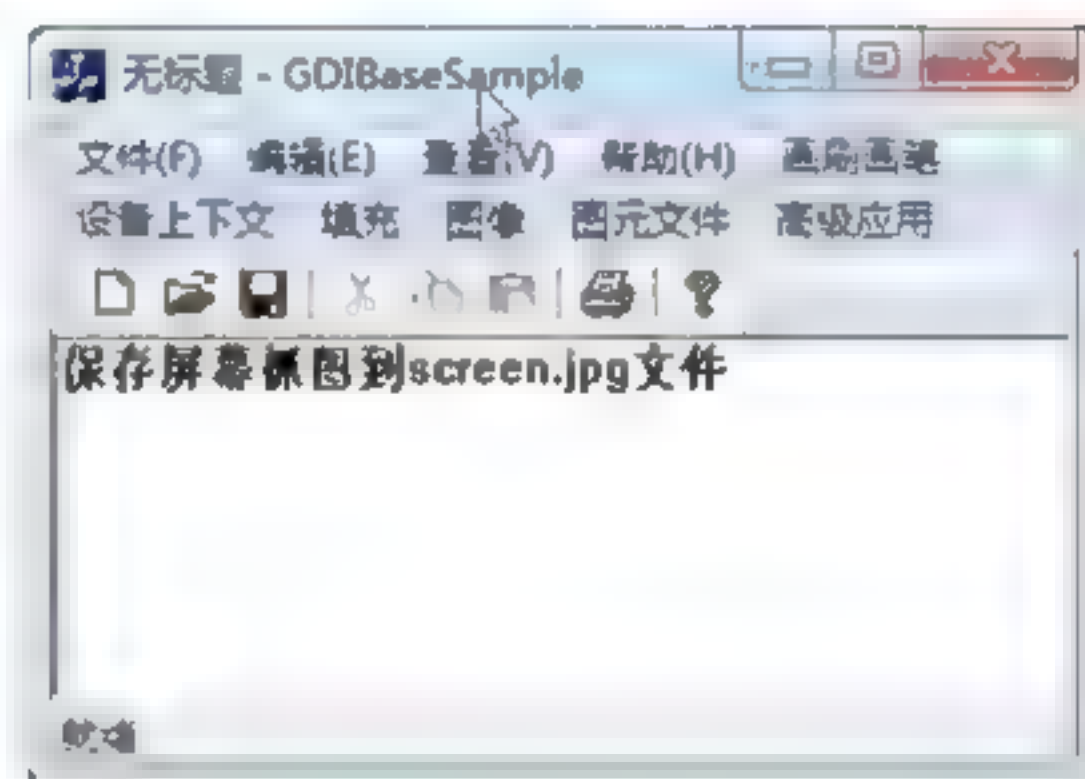 无标题 - GDIBaseSample
文件(F) 编辑(E) 查看(V) 帮助(H) 画刷画笔
设备上下文 填充 图像 图元文件 高级应用
保存屏幕抓图到screen.jpg文件
就绪